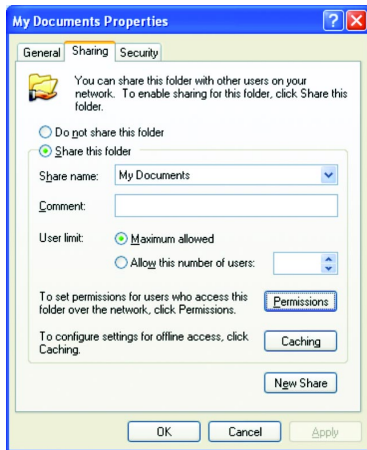 My Documents Properties
General Sharing Security
You can share this folder with other users on your
network. To enable sharing for this folder, click Share this
folder.
Do not share this folder
Share this folder
Share name: My Documents
Comment:
User limit: Maximum allowed
Allow this number of users:
To set permissions for users who access this
folder over the network, click Permissions.
Permissions
To configure settings for offline access, click
Caching.
Caching
New Share
OK Cancel Apply